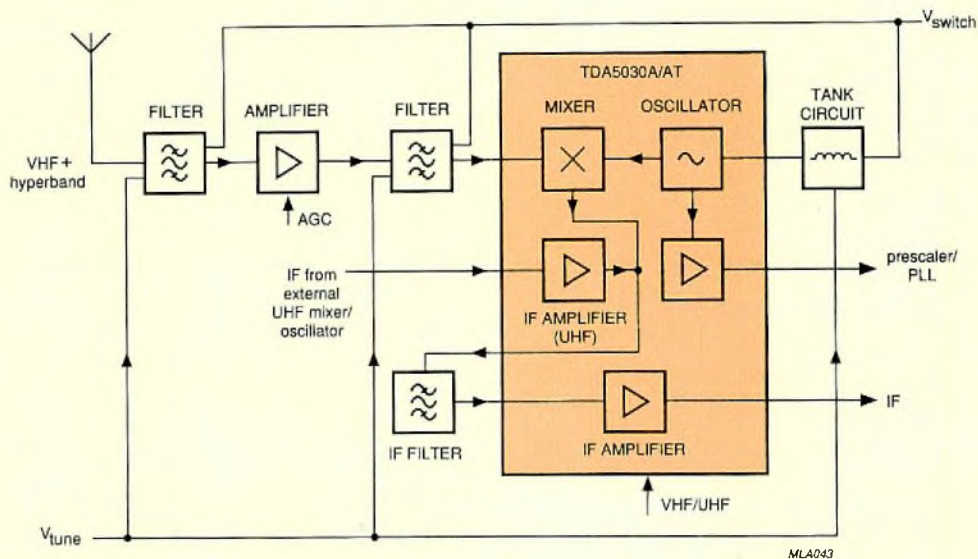 Vswitch
TDA5030A/AT
FILTER
AMPLIFIER
FILTER
MIXER
OSCILLATOR
TANK
CIRCUIT
VHF +
hyperband
AGC
IF from
external
UHF mixer/
oscillator
IF AMPLIFIER
(UHF)
prescaler/
PLL
IF FILTER
IF AMPLIFIER
IF
VHF/UHF
Vtune
MLA043